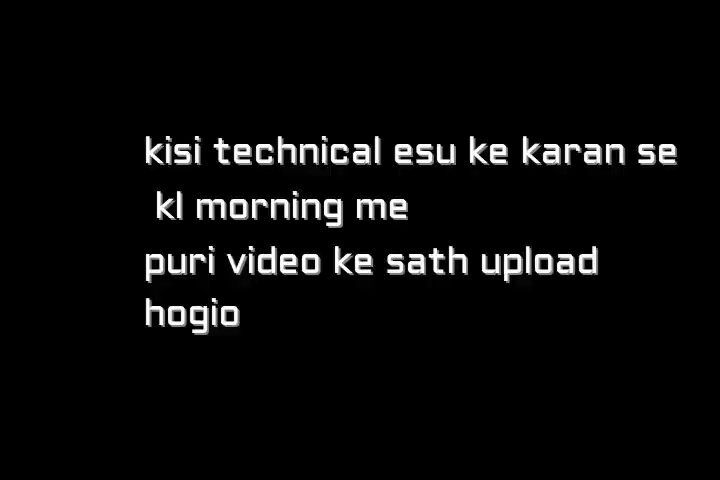 kisi technical esu ke karan se
kl morning me
puri video ke sath upload
hogio